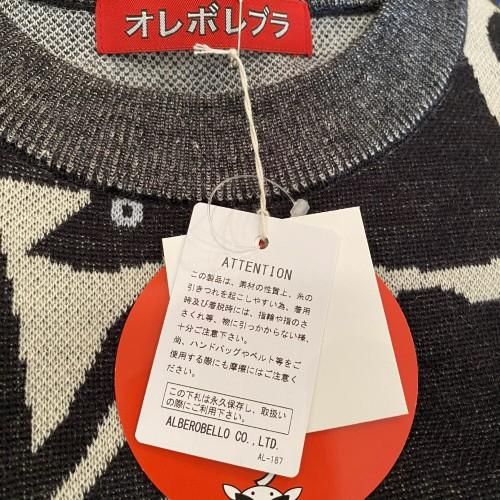 オレボレブラ
ATTENTION
この製品は、素材の性質上、糸の
引きつれを起こしやすい為、着用
時及び着脱時には、指輪や指のさ
さくれ等、物に引っかからない様、
十分ご注意下さい。
尚、ハンドバッグやベルト等をご
使用する際にも摩擦にはご注意く
ださい。
この下札は永久保存し、取扱い
の際にご利用下さい。
ALBEROBELLO CO.,LTD.
AL-187